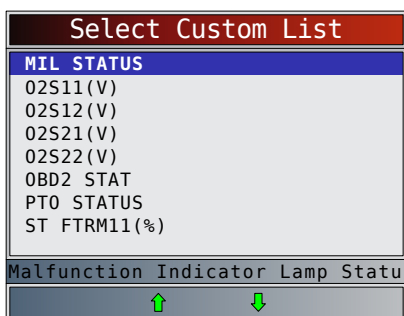 Select Custom List
MIL STATUS
O2S11(V)
O2S12(V)
O2S21(V)
O2S22(V)
OBD2 STAT
PTO STATUS
ST FTRM11(%)
Malfunction Indicator Lamp Statu